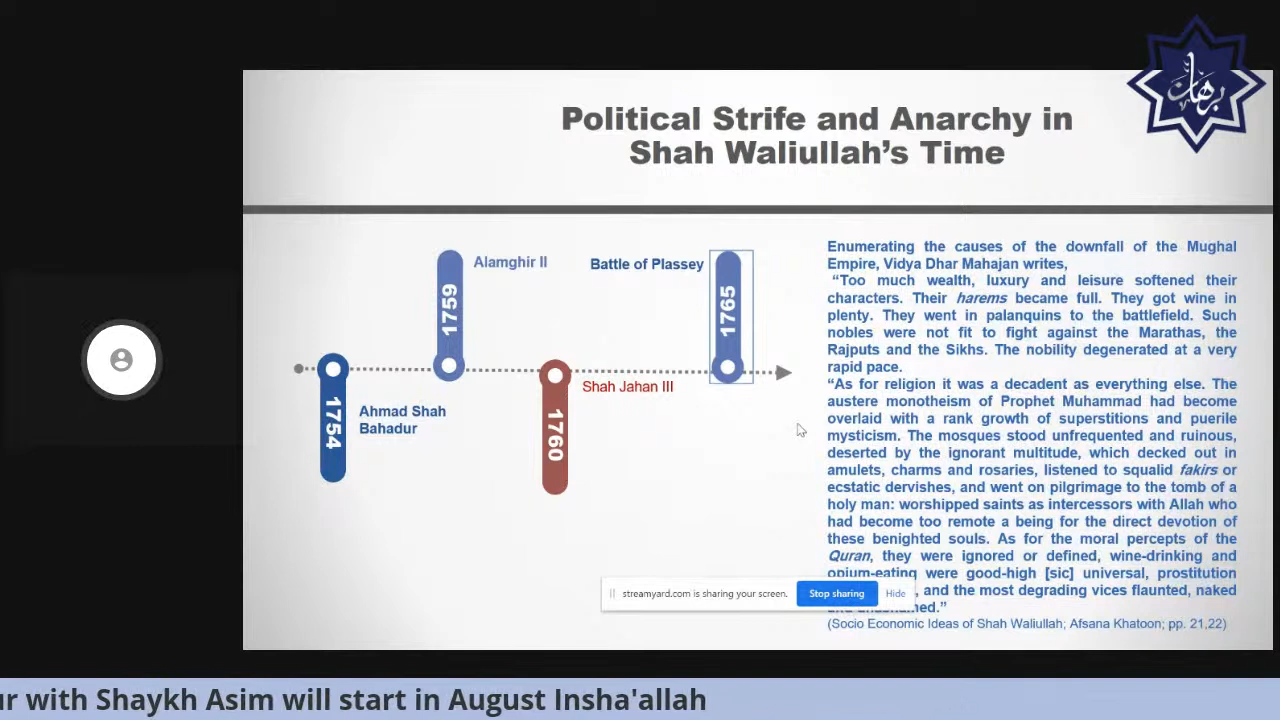 برهان
Political Strife and Anarchy in
Shah Waliullah's Time
1754
Ahmad Shah
Bahadur
1759
Alamghir II
1760
Shah Jahan III
Battle of Plassey
1765
Enumerating the causes of the downfall of the Mughal
Empire, Vidya Dhar Mahajan writes,
"Too much wealth, luxury and leisure softened their
characters. Their harems became full. They got wine in
plenty. They went in palanquins to the battlefield. Such
nobles were not fit to fight against the Marathas, the
Rajputs and the Sikhs. The nobility degenerated at a very
rapid pace.
"As for religion it was a decadent as everything else. The
austere monotheism of Prophet Muhammad had become
overlaid with a rank growth of superstitions and puerile
mysticism. The mosques stood unfrequented and ruinous,
deserted by the ignorant multitude, which decked out in
amulets, charms and rosaries, listened to squalid fakirs or
ecstatic dervishes, and went on pilgrimage to the tomb of a
holy man: worshipped saints as intercessors with Allah who
had become too remote a being for the direct devotion of
these benighted souls. As for the moral percepts of the
Quran, they were ignored or defined, wine-drinking and
opium-eating were good-high [sic] universal, prostitution
, and the most degrading vices flaunted, naked
(Socio Economic Ideas of Shah Waliullah; Afsana Khatoon; pp. 21,22)
streamyard.com is sharing your screen.
Stop sharing
Hide
with Shaykh Asim will start in August Insha'allah